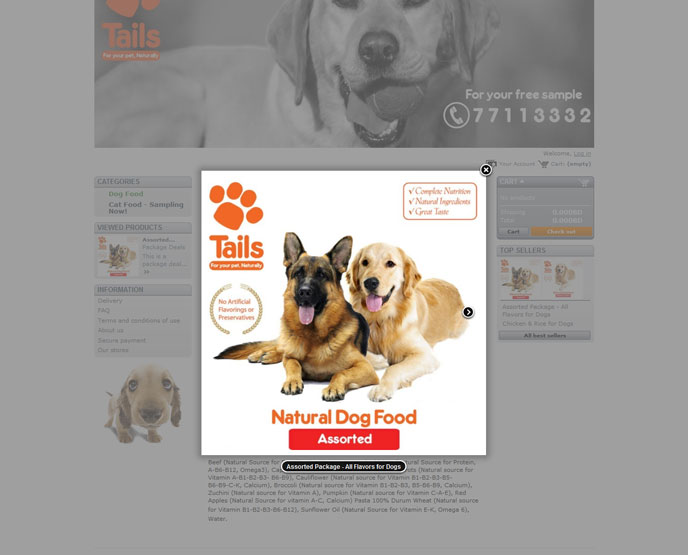 Tails
For your pet, Naturally
For your free sample
77113332
Welcome, Log in
Your Account Cart: (empty)
CATEGORIES
Dog Food
Cat Food - Sampling
Now!
VIEWED PRODUCTS
Assorted...
Package Deals
This is a
package deal...
INFORMATION
Delivery
FAQ
Terms and conditions of use
About us
Secure payment
Our stores
Tails
For your pet, Naturally
✓ Complete Nutrition
✓ Natural Ingredients
✓ Great Taste
No Artificial
Flavorings or
Preservatives
Natural Dog Food
Assorted
Assorted Package - All Flavors for Dogs
CART
No products
Shipping 0.000BD
Total 0.000BD
Cart Check out
TOP SELLERS
Assorted Package - All
Flavors for Dogs
Chicken & Rice for Dogs
All best sellers
Beef (Natural Source for Natural Source for Protein,
A-B6-B12, Omega3), (Natural source for
Vitamin A-B1-B2-B3- B6-B9), Cauliflower (Natural source for Vitamin B1-B2-B3-B5-
B6-B9-C-K, Calcium), Broccoli (Natural source for Vitamin B1-B2-B3, B5-B6-B9, Calcium),
Zuchini (Natural source for Vitamin A), Pumpkin (Natural source for Vitamin C-A-E), Red
Apples (Natural Source for vitamin A-C, Calcium) Pasta 100% Durum Wheat (Natural source
for Vitamin B1-B2-B3-B6-B12), Sunflower Oil (Natural Source for Vitamin E-K, Omega 6),
Water.